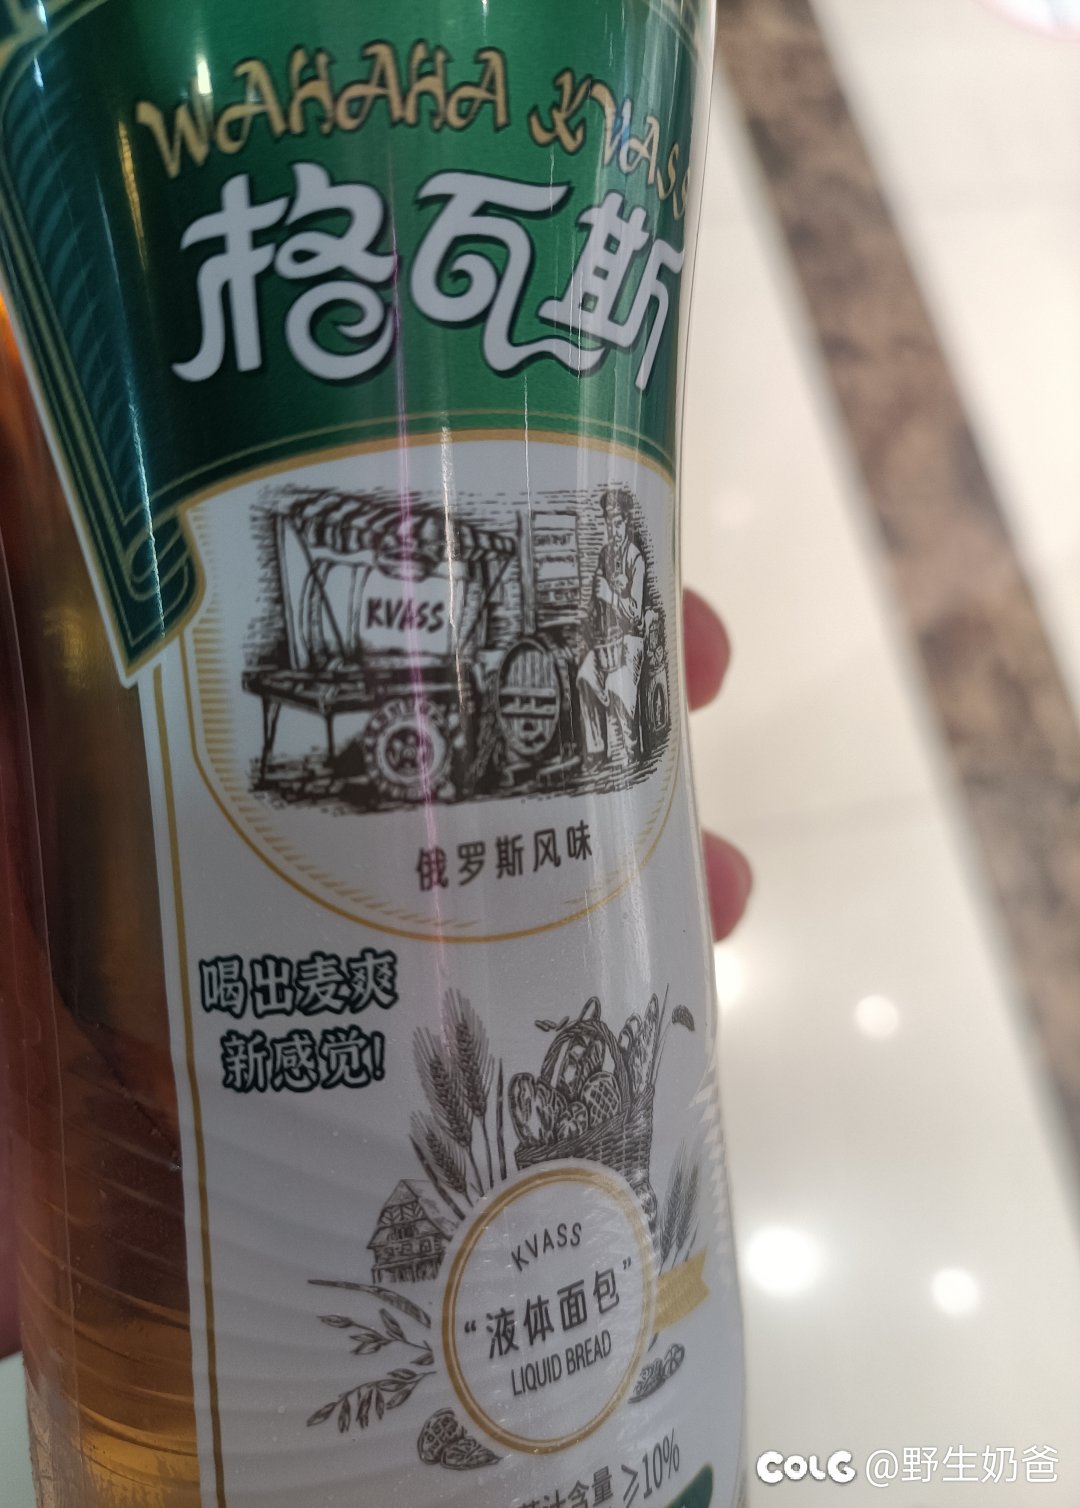 WAHAHA KVASS
格瓦斯
KVASS
俄罗斯风味
喝出麦爽
新感觉!
KVASS
“液体面包”
LIQUID BREAD
汁含量≥10%
COLG @野生奶爸